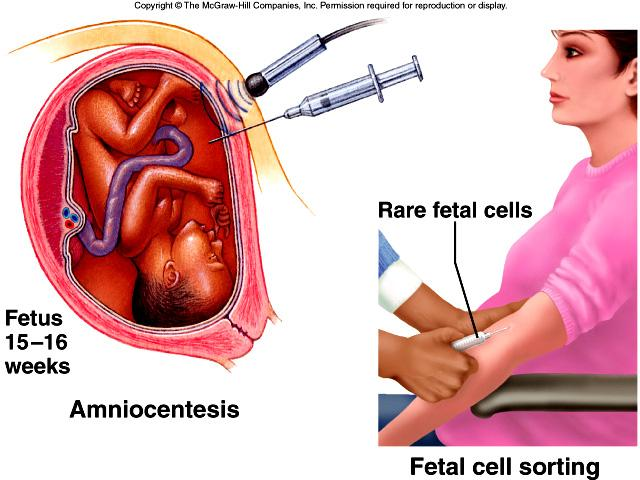 Copyright © The McGraw-Hill Companies, Inc. Permission required for reproduction or display.
Rare fetal cells
Fetus
15–16
weeks
Amniocentesis
Fetal cell sorting